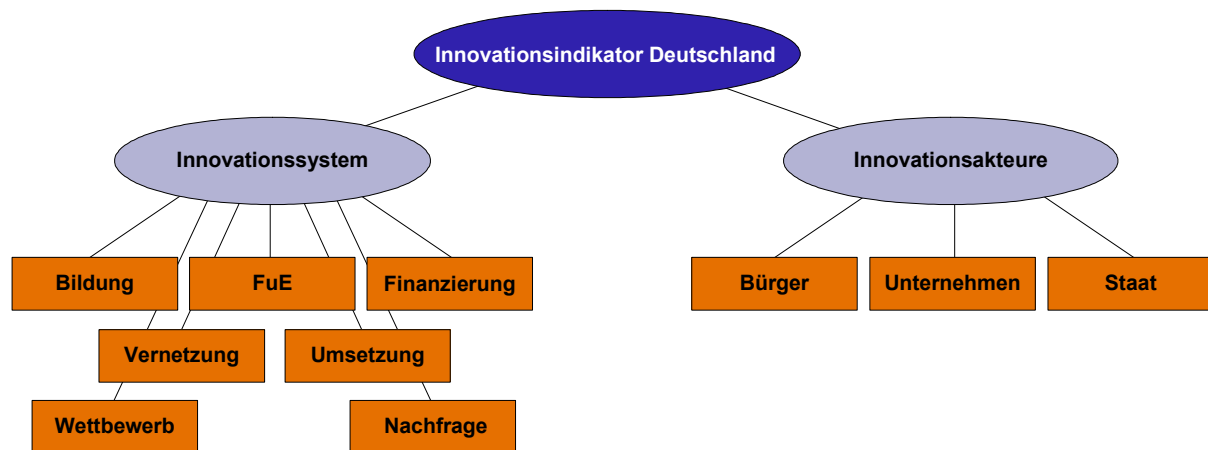 Innovationsindikator Deutschland
Innovationssystem
Innovationsakteure
Bildung
FuE
Finanzierung
Bürger
Unternehmen
Staat
Vernetzung
Umsetzung
Wettbewerb
Nachfrage